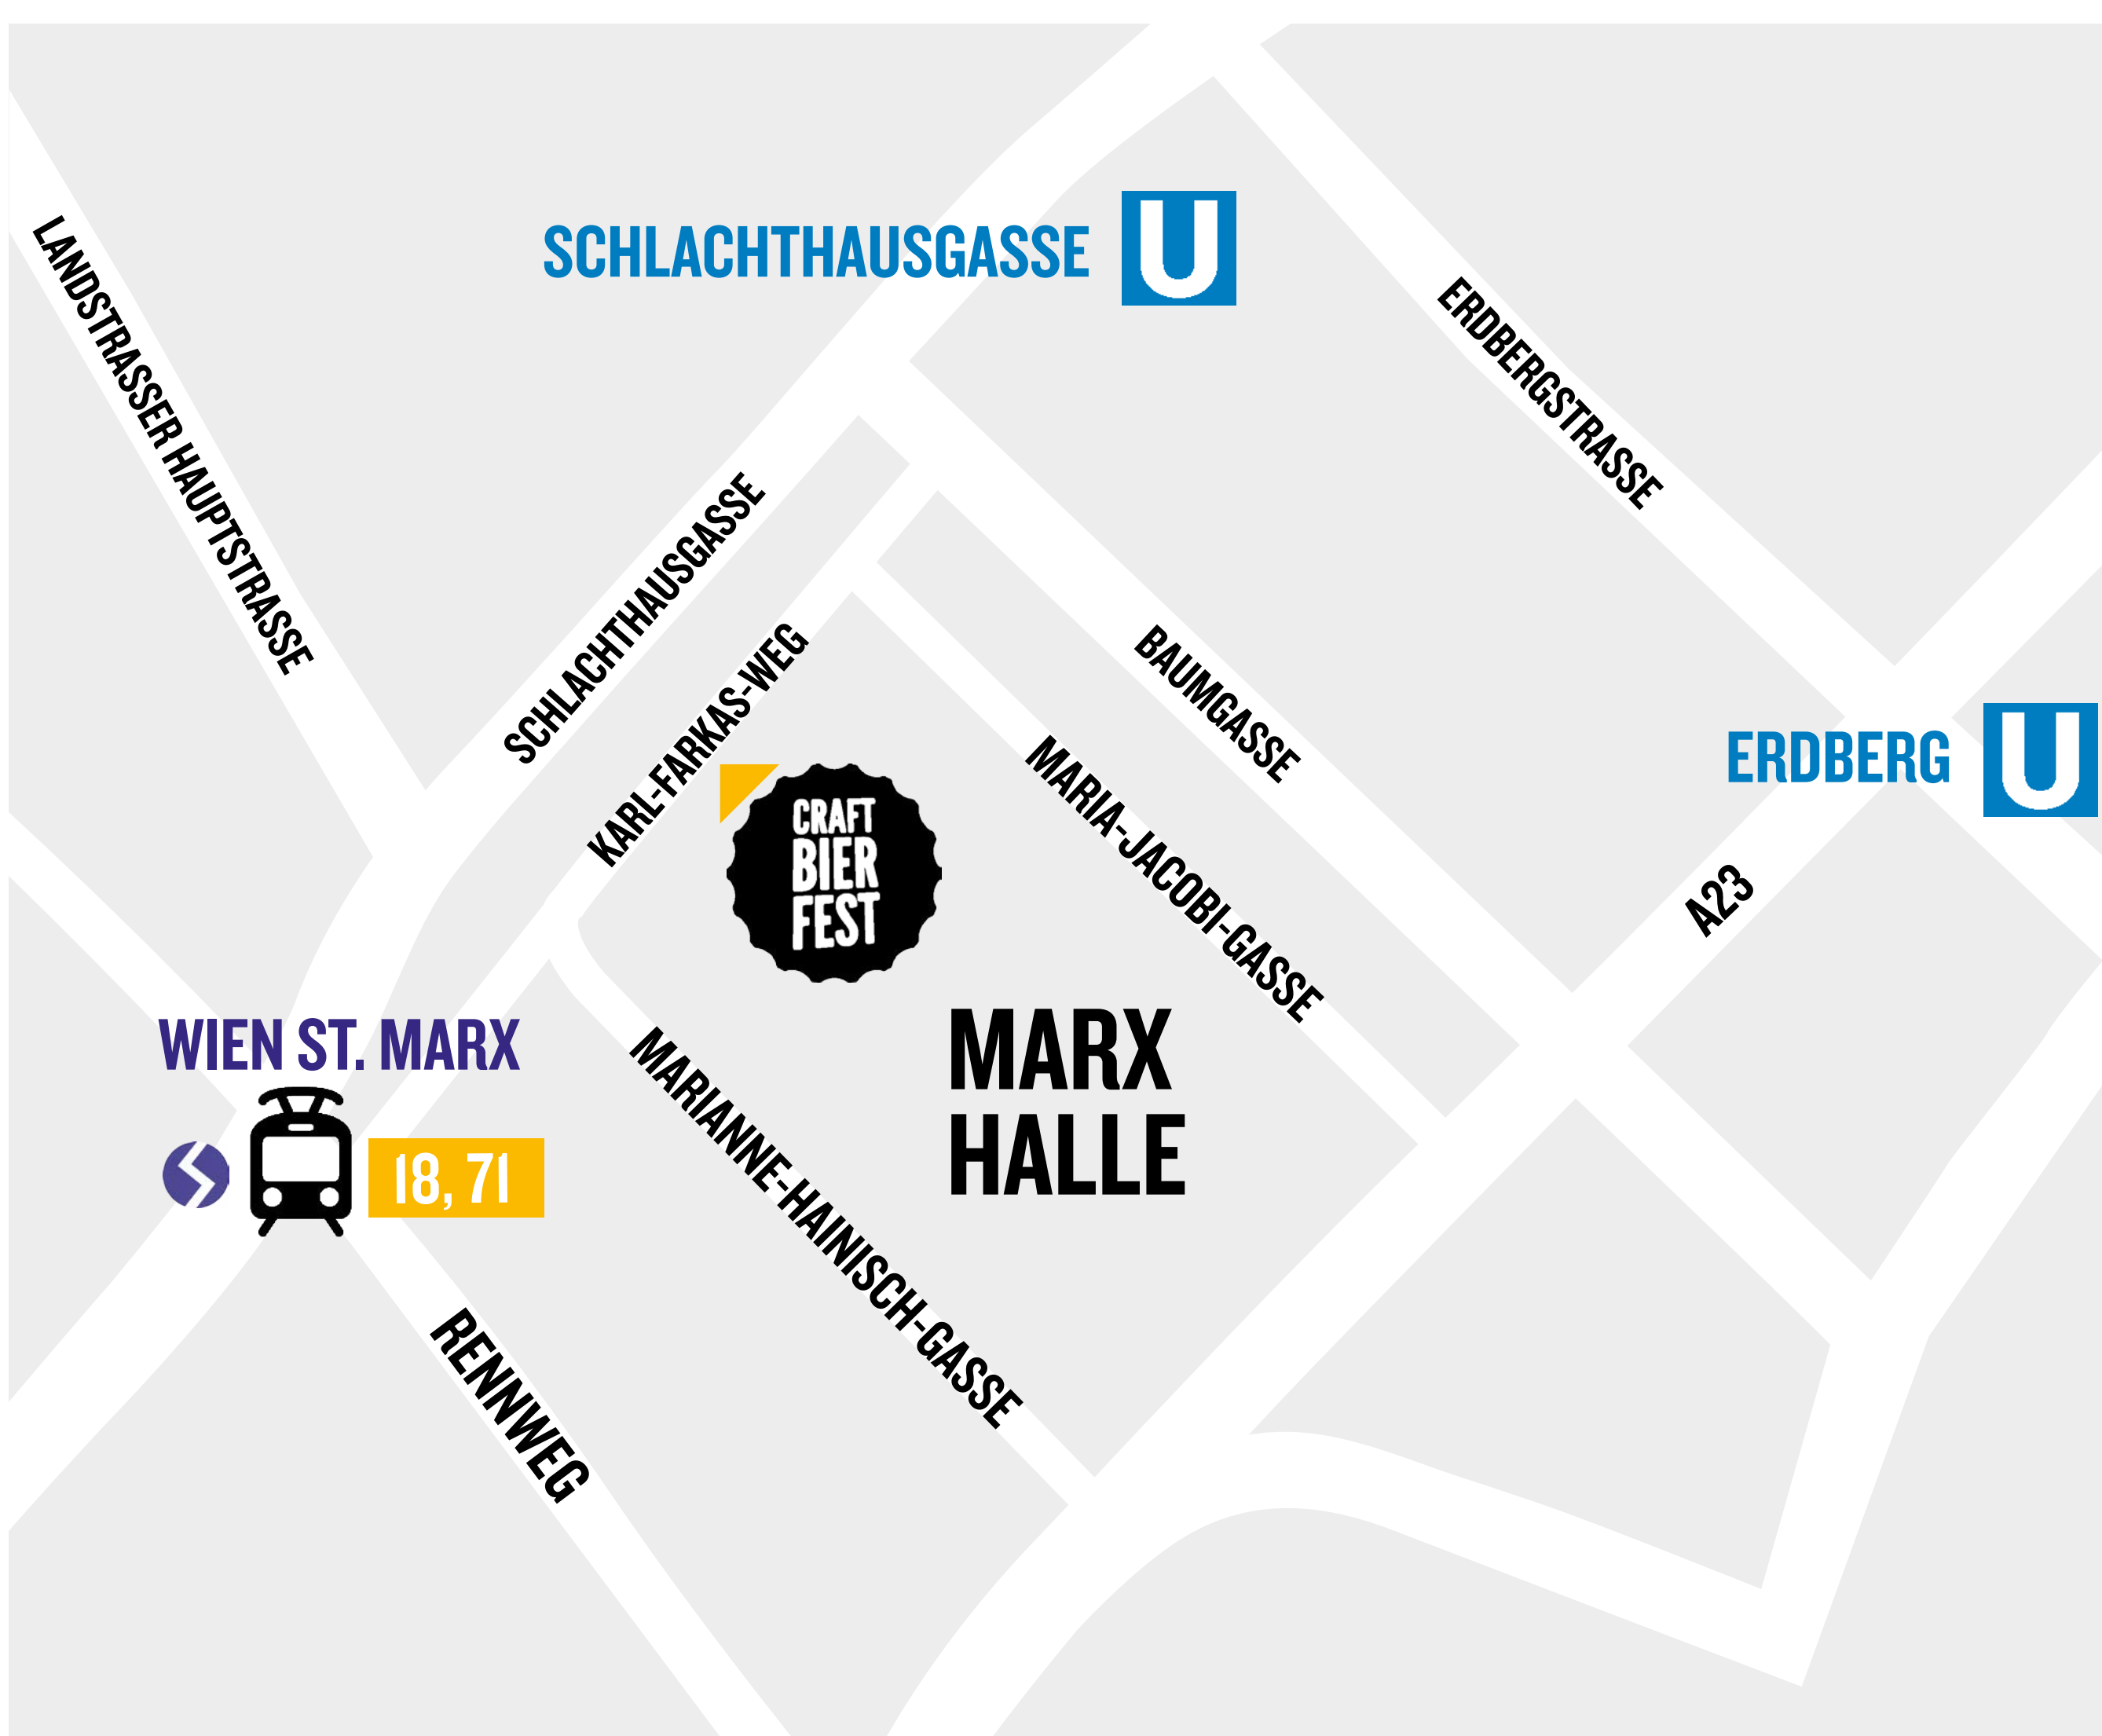 SCHLACHTHAUSGASSE U
LANDSTRASSER HAUPTSTRASSE
ERDBERGSTRASSE
SCHLACHTHAUSGASSE
KARL-FARKAS-WEG
BAUMGASSE
MARIA-JACOBI-GASSE
ERDBERG U
CRAFT
BIER
FEST
A23
MARX
HALLE
WIEN ST. MARX
18, 71
MARIANNE-HAINISCH-GASSE
RENNWEG